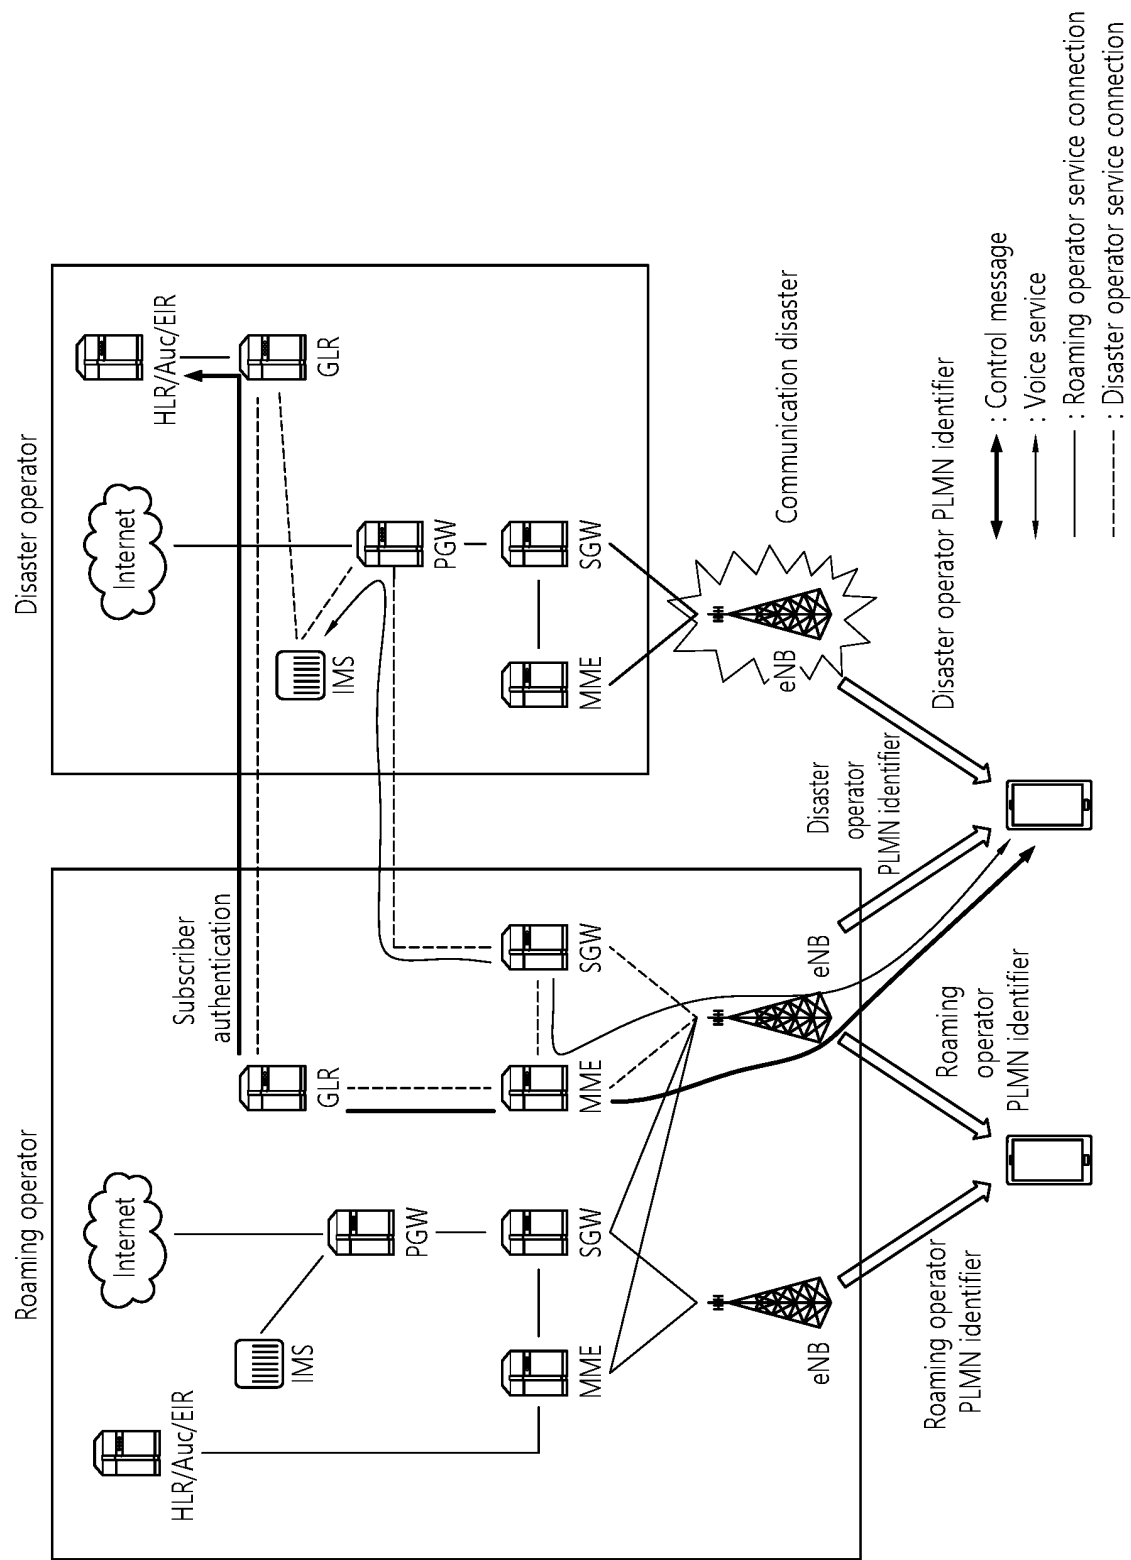 Roaming operator
Disaster operator
HLR/Auc/EIR
IMS
Internet
PGW
MME
SGW
GLR
Subscriber
authentication
MME
SGW
eNB
eNB
Internet
HLR/Auc/EIR
GLR
IMS
PGW
MME
SGW
eNB
Communication disaster
Roaming operator
PLMN identifier
Roaming
operator
PLMN identifier
Disaster
operator
PLMN identifier
Disaster operator PLMN identifier
: Control message
: Voice service
: Roaming operator service connection
: Disaster operator service connection